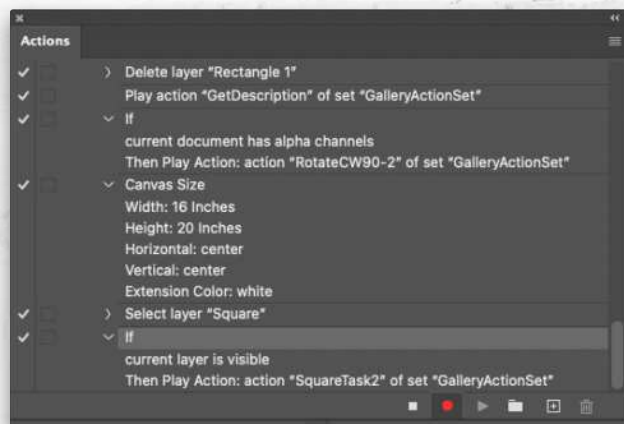 Actions
Delete layer "Rectangle 1"
Play action "GetDescription" of set "GalleryActionSet"
If
current document has alpha channels
Then Play Action: action "RotateCW90-2" of set "GalleryActionSet"
Canvas Size
Width: 16 Inches
Height: 20 Inches
Horizontal: center
Vertical: center
Extension Color: white
Select layer "Square"
If
current layer is visible
Then Play Action: action "SquareTask2" of set "GalleryActionSet"